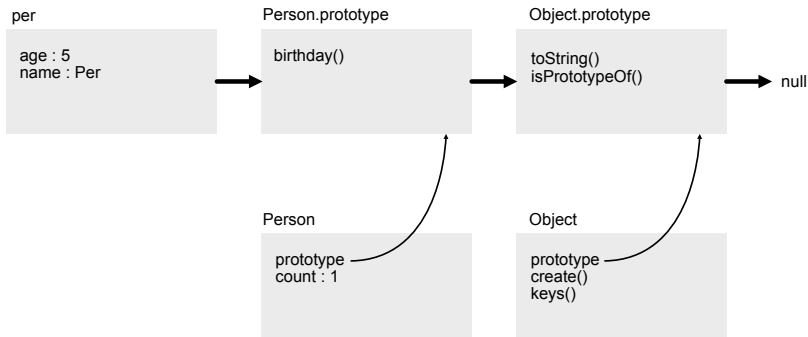 per
age : 5
name : Per
Person.prototype
birthday()
Object.prototype
toString()
isPrototypeOf()
null
Person
prototype
count : 1
Object
prototype
create()
keys()